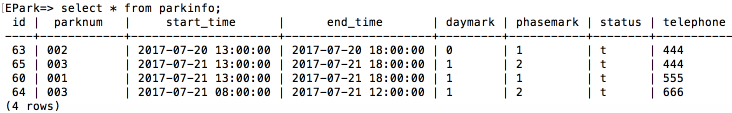 EPark=> select * from parkinfo;
 id | parknum |     start_time      |      end_time       | daymark | phasemark | status | telephone
----+---------+---------------------+---------------------+---------+-----------+--------+-----------
 63 | 002     | 2017-07-20 13:00:00 | 2017-07-20 18:00:00 | 0       | 1         | t      | 444
 65 | 003     | 2017-07-21 13:00:00 | 2017-07-21 18:00:00 | 1       | 2         | t      | 444
 60 | 001     | 2017-07-21 13:00:00 | 2017-07-21 18:00:00 | 1       | 1         | t      | 555
 64 | 003     | 2017-07-21 08:00:00 | 2017-07-21 12:00:00 | 1       | 2         | t      | 666
(4 rows)